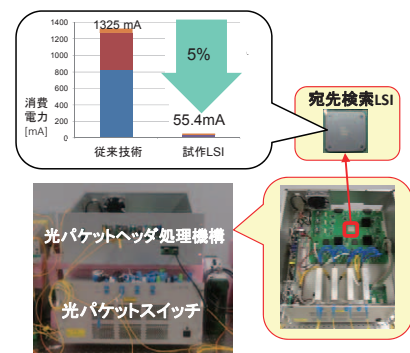 1400
1200
1000
800
600
400
200
0
1325 mA
5%
55.4mA
消費
電力
[mA]
従来技術
試作LSI
宛先検索LSI
光パケットヘッダ処理機構
光パケットスイッチ